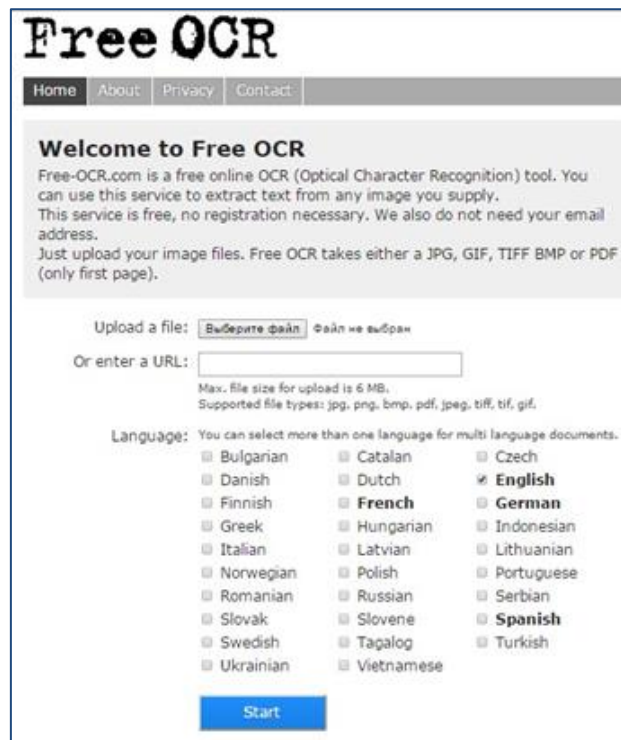 Free OCR
Home About Privacy Contact
Welcome to Free OCR
Free-OCR.com is a free online OCR (Optical Character Recognition) tool. You
can use this service to extract text from any image you supply.
This service is free, no registration necessary. We also do not need your email
address.
Just upload your image files. Free OCR takes either a JPG, GIF, TIFF BMP or PDF
(only first page).
Upload a file: Выберите файл Файл не выбран
Or enter a URL:
Max. file size for upload is 6 MB.
Supported file types: jpg, png, bmp, pdf, jpeg, tiff, tif, gif.
Language: You can select more than one language for multi language documents.
Bulgarian Catalan Czech
Danish Dutch English
Finnish French German
Greek Hungarian Indonesian
Italian Latvian Lithuanian
Norwegian Polish Portuguese
Romanian Russian Serbian
Slovak Slovene Spanish
Swedish Tagalog Turkish
Ukrainian Vietnamese
Start